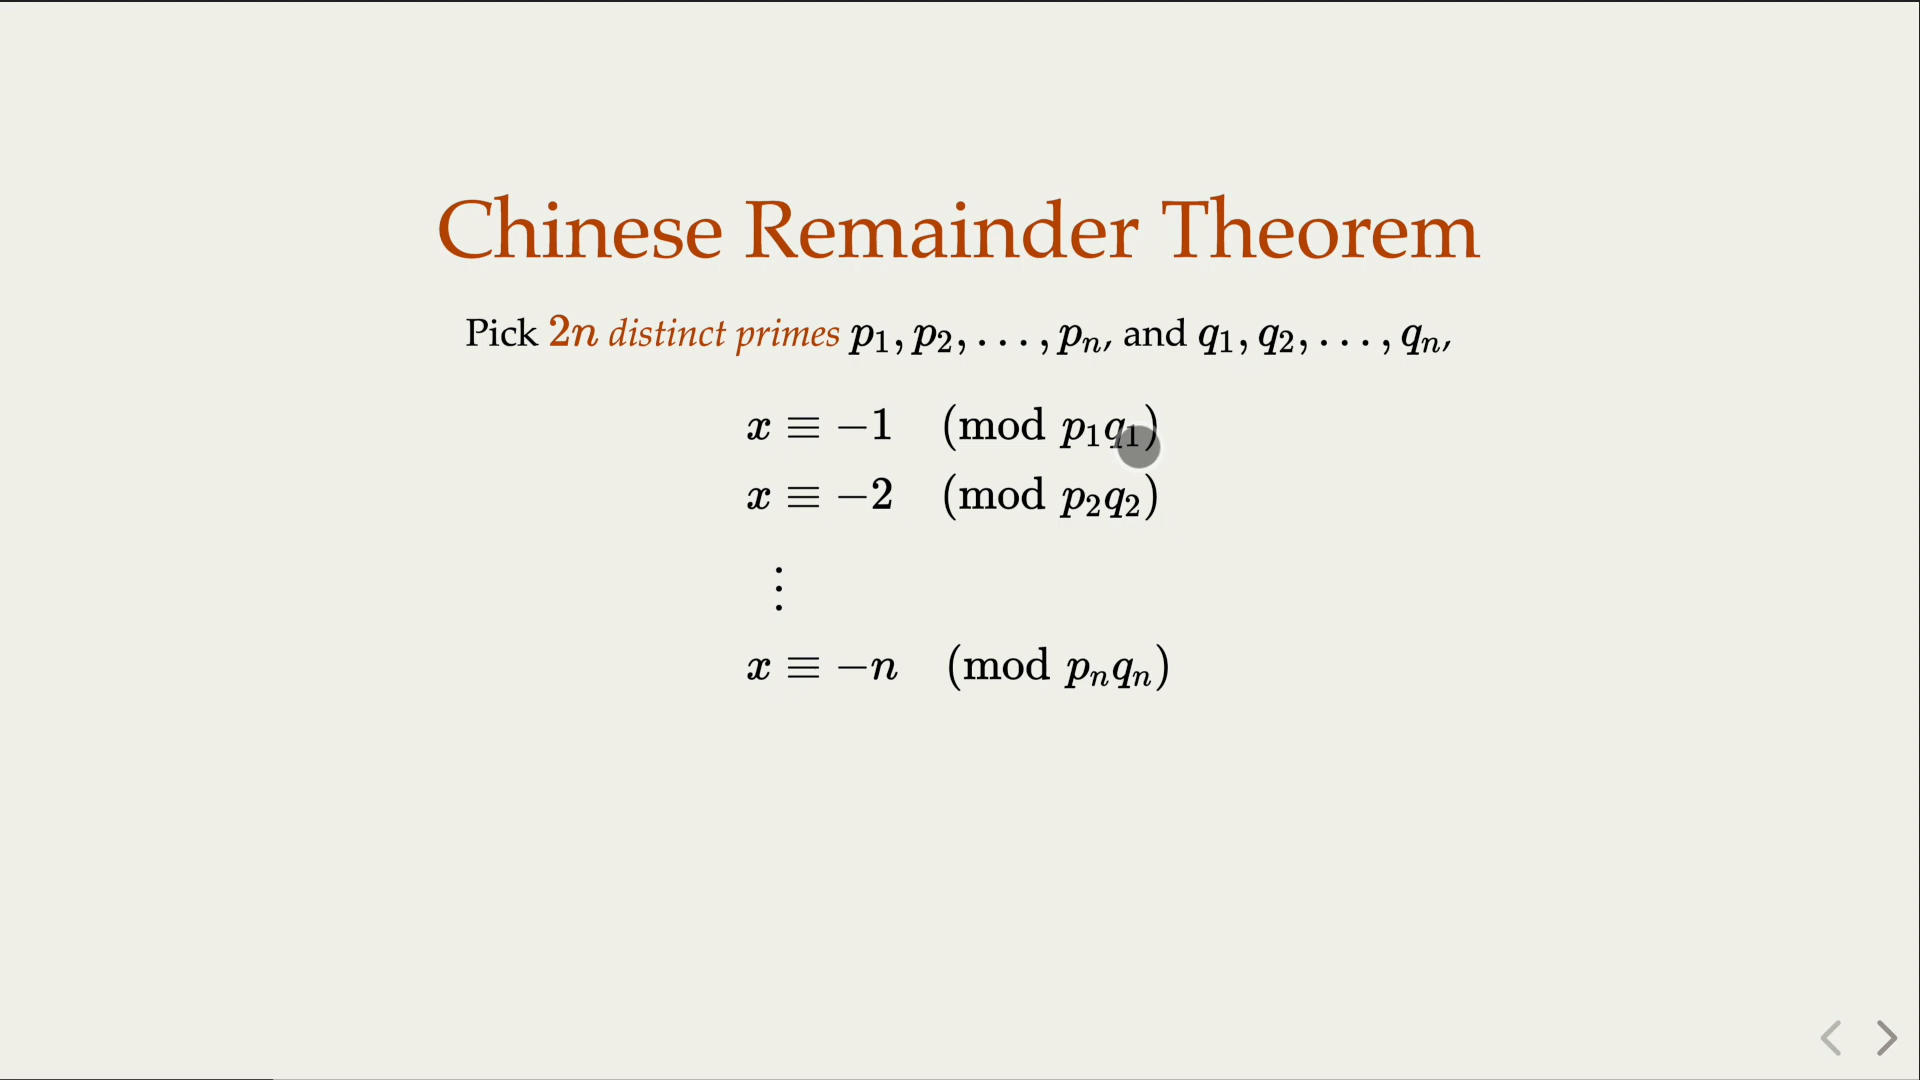 Chinese Remainder Theorem
Pick 2n distinct primes p₁, p₂, . . . , pₙ, and q₁, q₂, . . . , qₙ,
x ≡ −1 (mod p₁q₁)
x ≡ −2 (mod p₂q₂)
⋮
x ≡ −n (mod pₙqₙ)